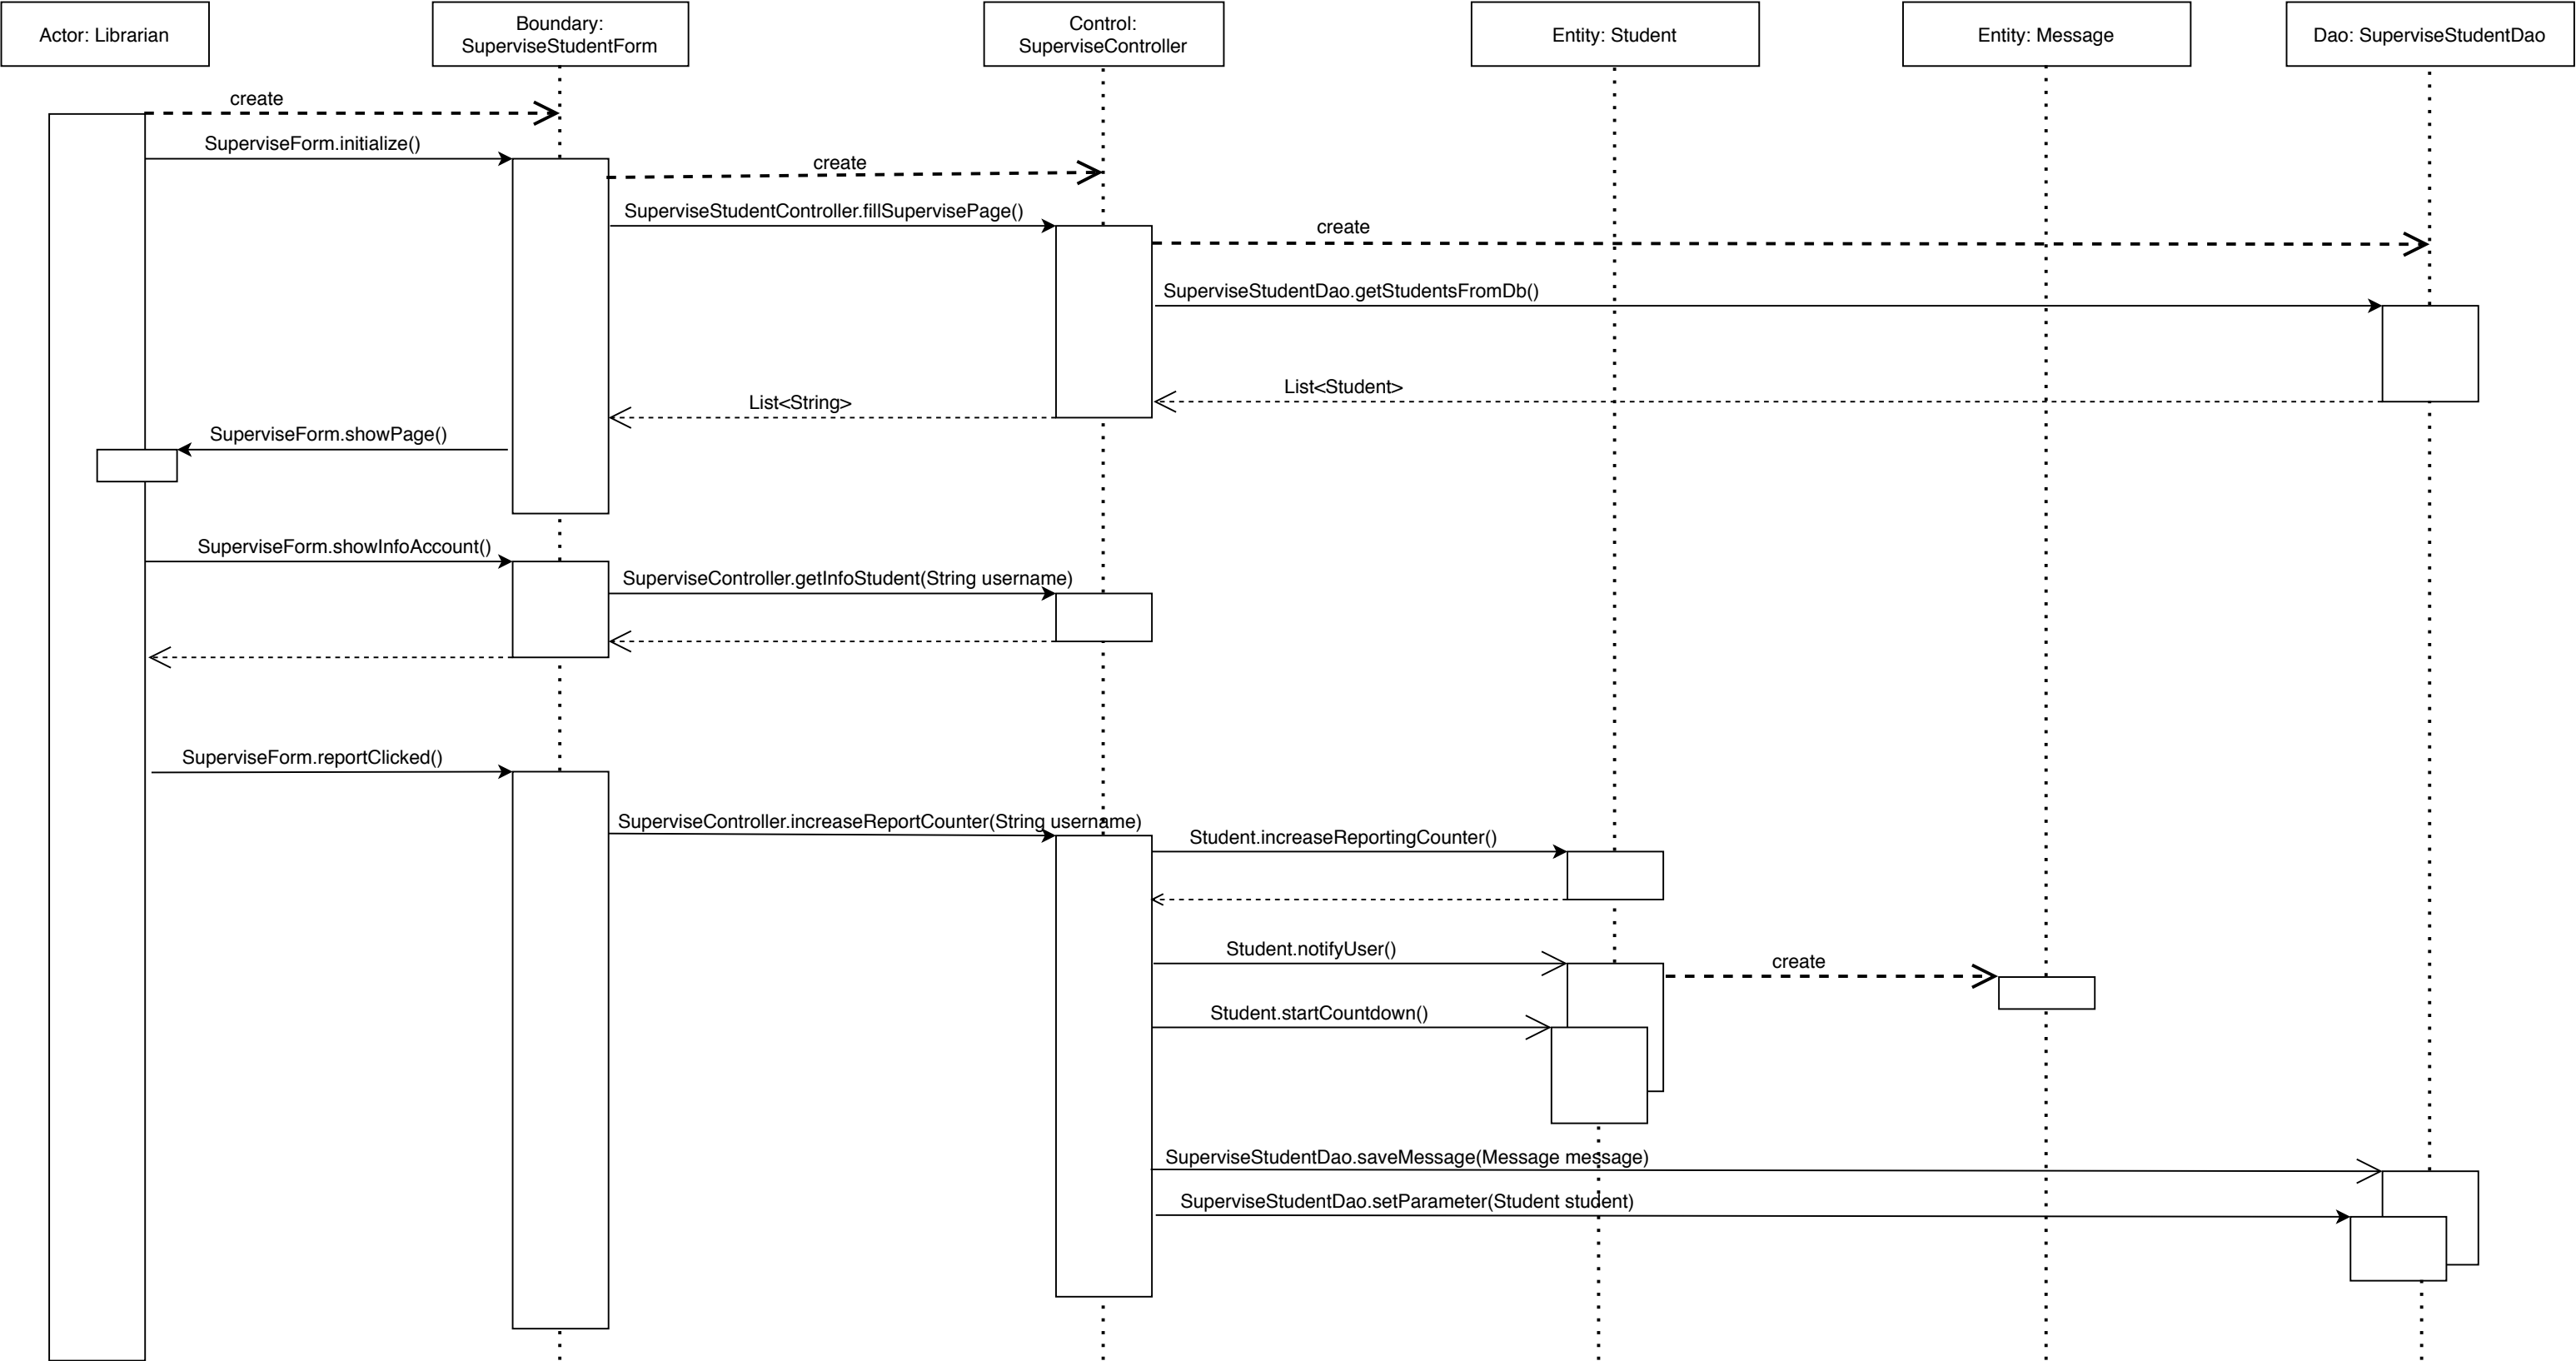 Actor: Librarian
Boundary:
SuperviseStudentForm
Control:
SuperviseController
Entity: Student
Entity: Message
Dao: SuperviseStudentDao
create
SuperviseForm.initialize()
create
SuperviseStudentController.fillSupervisePage()
create
SuperviseStudentDao.getStudentsFromDb()
List<Student>
List<String>
SuperviseForm.showPage()
SuperviseForm.showInfoAccount()
SuperviseController.getInfoStudent(String username)
SuperviseForm.reportClicked()
SuperviseController.increaseReportCounter(String username)
Student.increaseReportingCounter()
Student.notifyUser()
create
Student.startCountdown()
SuperviseStudentDao.saveMessage(Message message)
SuperviseStudentDao.setParameter(Student student)